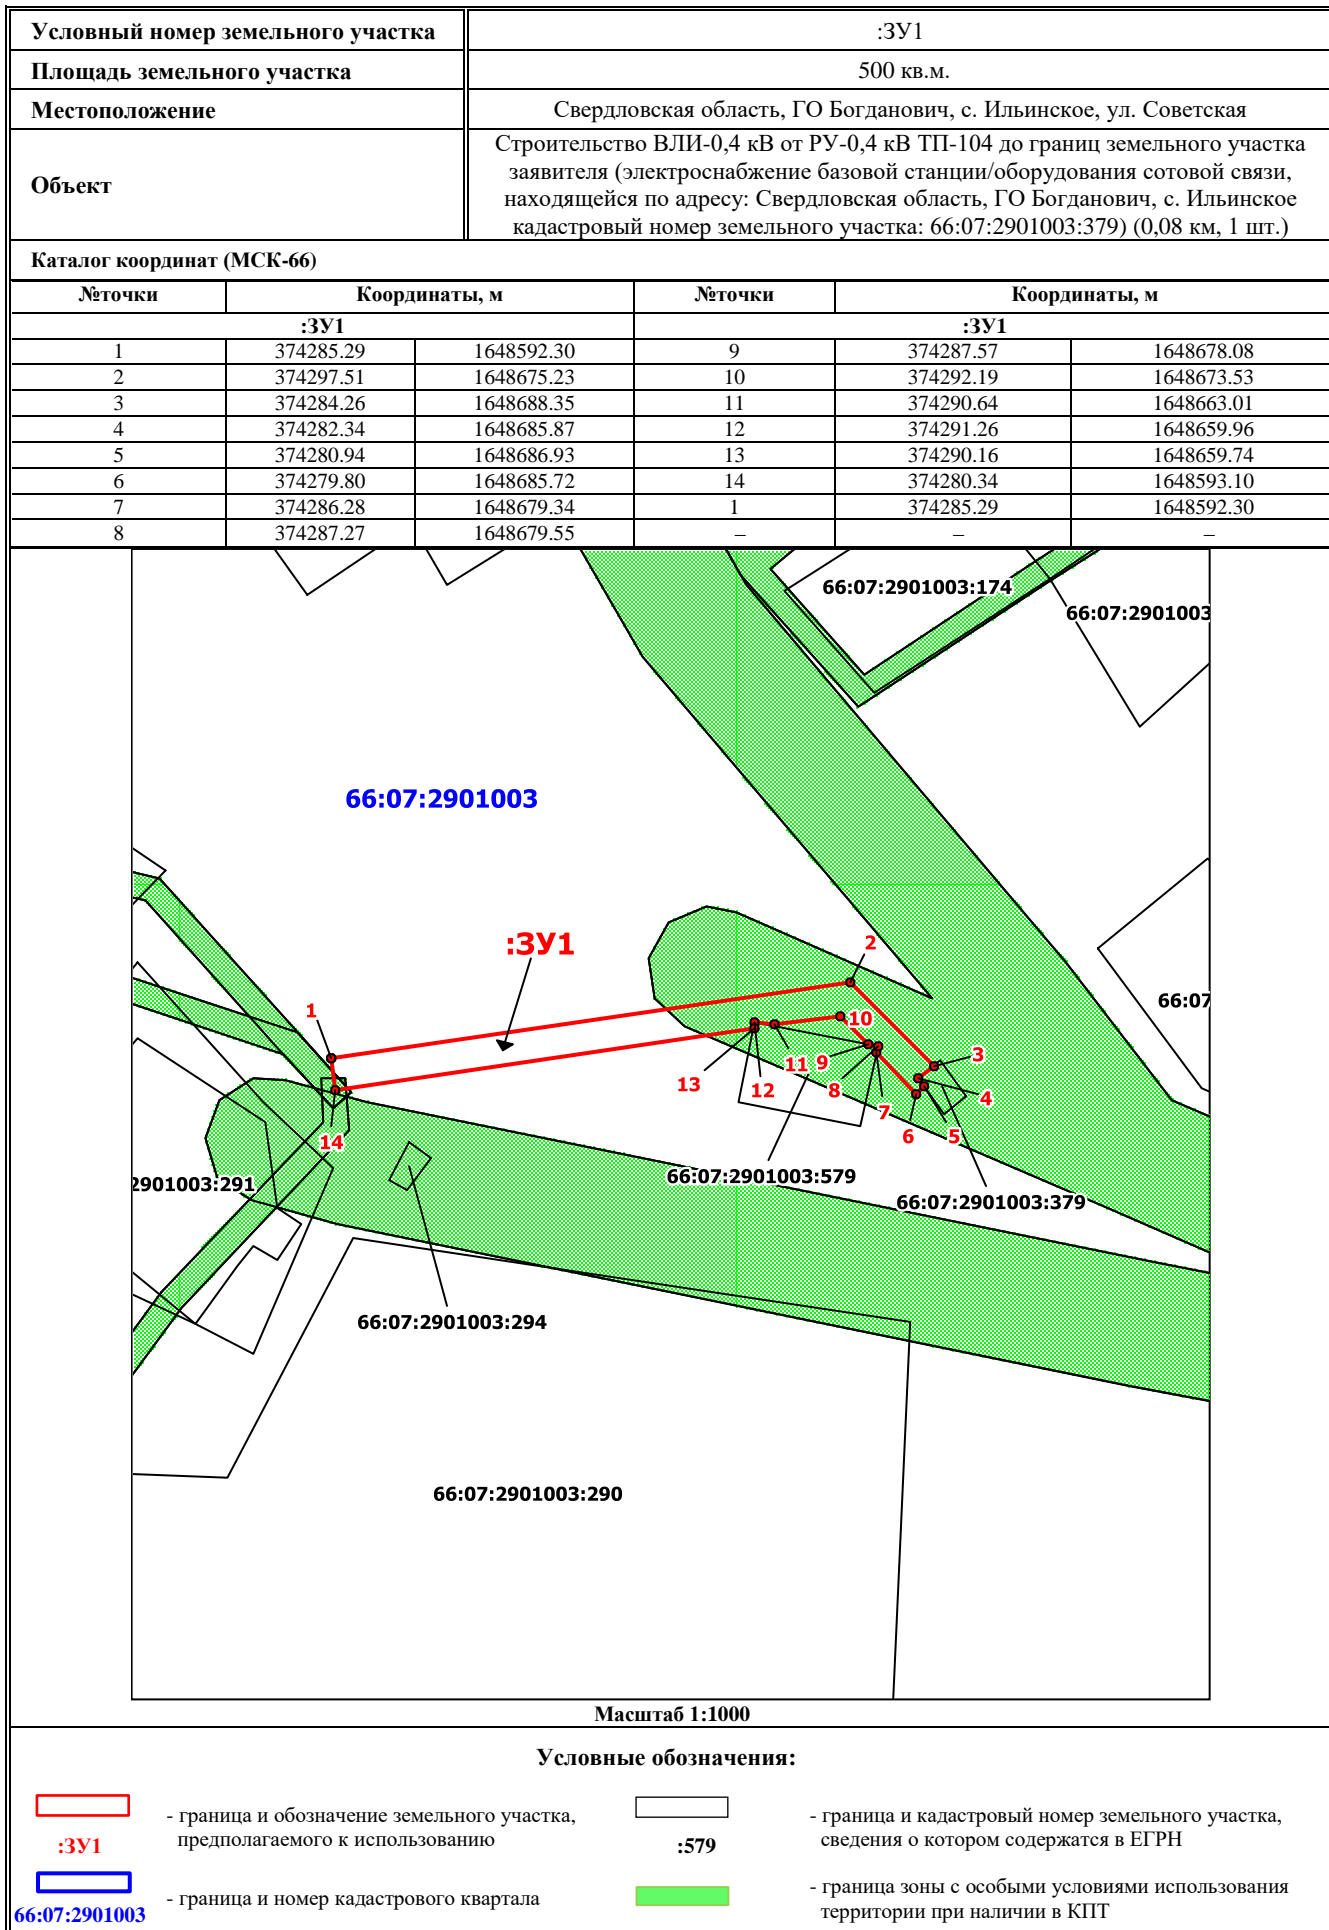 Условный номер земельного участка
:ЗУ1
Площадь земельного участка
500 кв.м.
Местоположение
Свердловская область, ГО Богданович, с. Ильинское, ул. Советская
Объект
Строительство ВЛИ-0,4 кВ от РУ-0,4 кВ ТП-104 до границ земельного участка
заявителя (электроснабжение базовой станции/оборудования сотовой связи,
находящейся по адресу: Свердловская область, ГО Богданович, с. Ильинское
кадастровый номер земельного участка: 66:07:2901003:379) (0,08 км, 1 шт.)
Каталог координат (МСК-66)
№точки Координаты, м №точки Координаты, м
:ЗУ1 :ЗУ1
1 374285.29 1648592.30 9 374287.57 1648678.08
2 374297.51 1648675.23 10 374292.19 1648673.53
3 374284.26 1648688.35 11 374290.64 1648663.01
4 374282.34 1648685.87 12 374291.26 1648659.96
5 374280.94 1648686.93 13 374290.16 1648659.74
6 374279.80 1648685.72 14 374280.34 1648593.10
7 374286.28 1648679.34 1 374285.29 1648592.30
8 374287.27 1648679.55 – – –
66:07:2901003:174
66:07:2901003
66:07:2901003
:ЗУ1
2
66:07
1
10
3
13
12
11
9
8
7
6
5
4
14
2901003:291
66:07:2901003:579
66:07:2901003:379
66:07:2901003:294
66:07:2901003:290
Масштаб 1:1000
Условные обозначения:
:ЗУ1
- граница и обозначение земельного участка,
предполагаемого к использованию
:579
- граница и кадастровый номер земельного участка,
сведения о котором содержатся в ЕГРН
66:07:2901003
- граница и номер кадастрового квартала
- граница зоны с особыми условиями использования
территории при наличии в КПТ